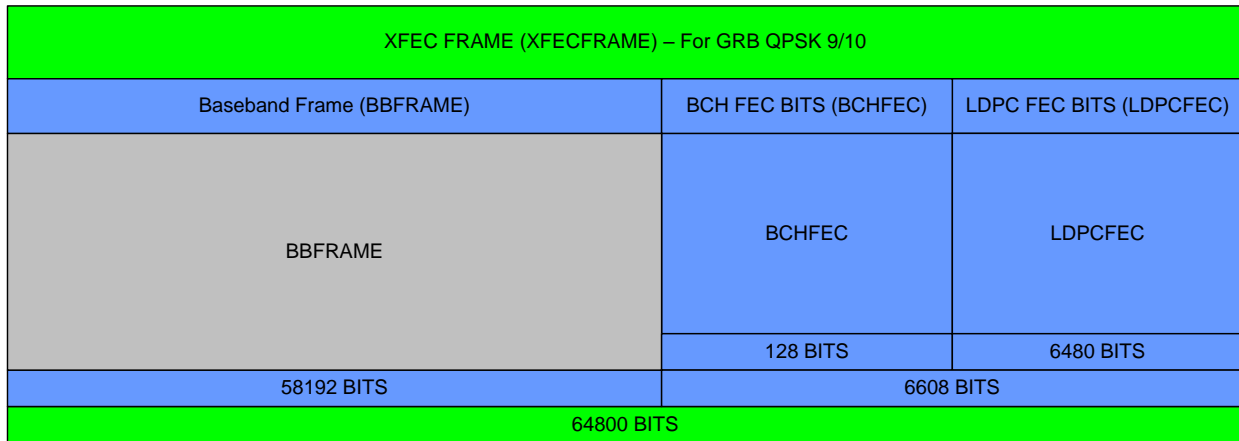 XFEC FRAME (XFECFRAME) – For GRB QPSK 9/10
Baseband Frame (BBFRAME)
BCH FEC BITS (BCHFEC)
LDPC FEC BITS (LDPCFEC)
BBFRAME
BCHFEC
LDPCFEC
128 BITS
6480 BITS
58192 BITS
6608 BITS
64800 BITS